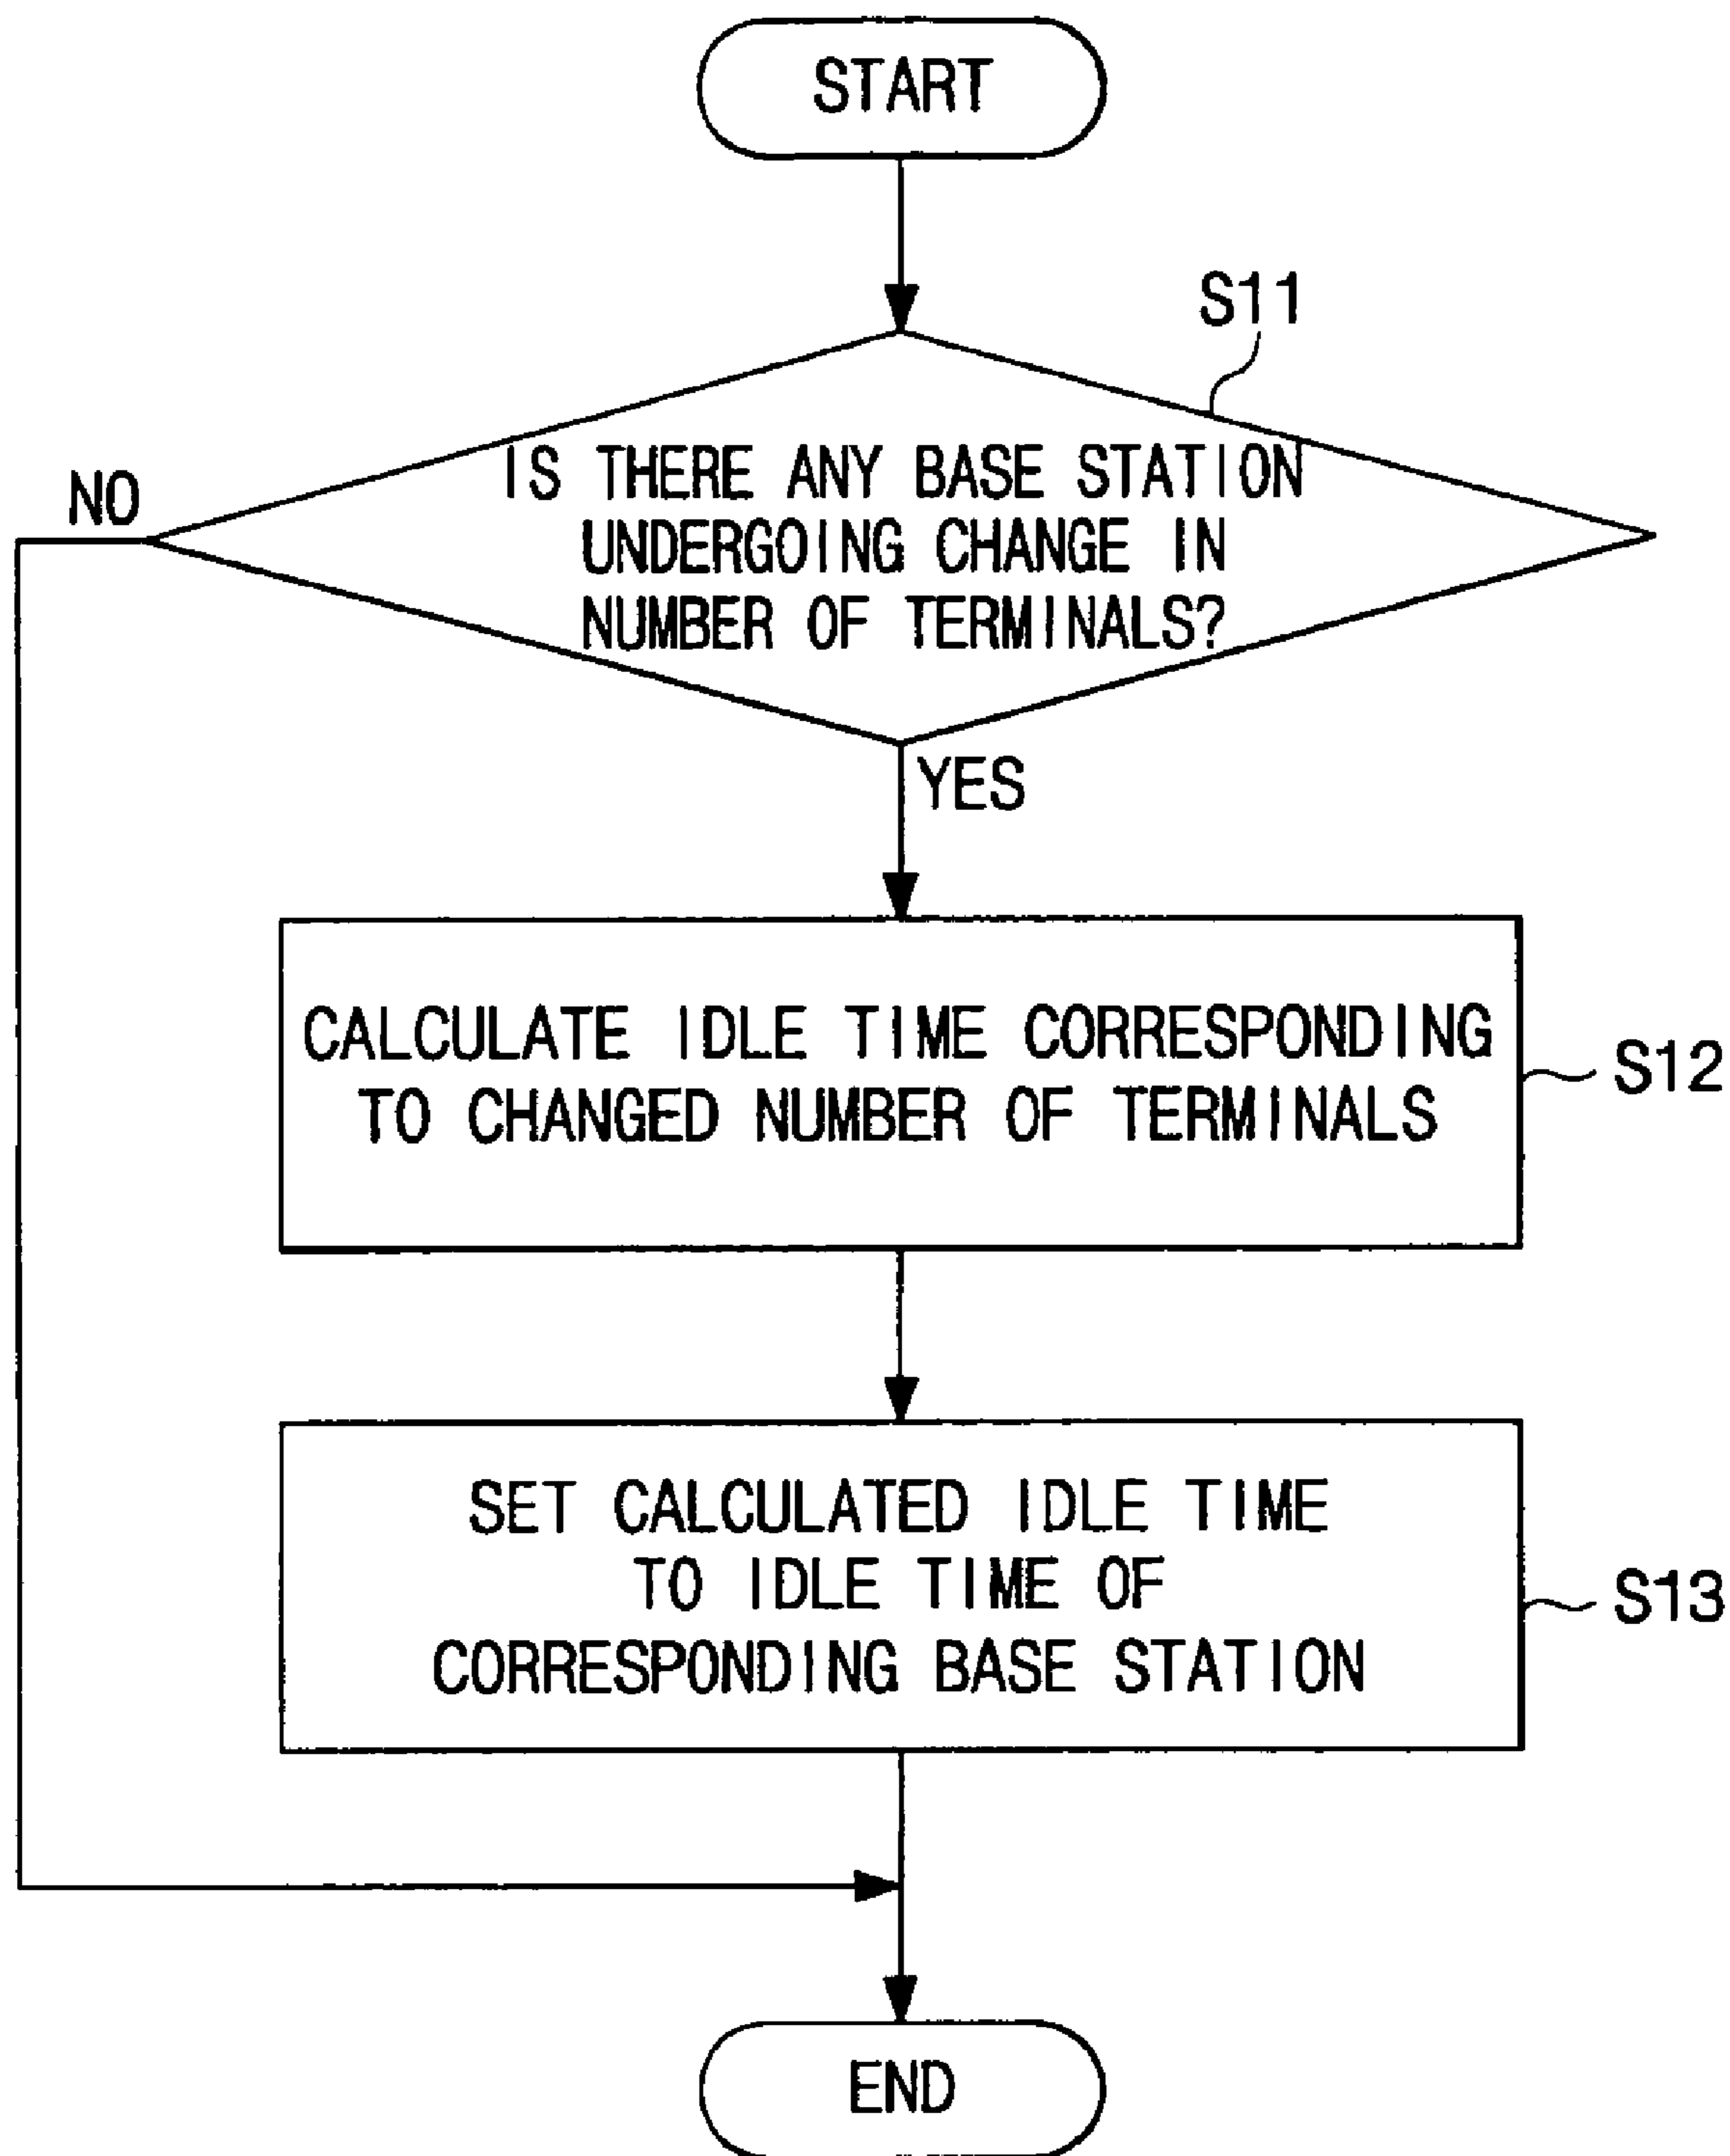 START
S11
IS THERE ANY BASE STATION
UNDERGOING CHANGE IN
NUMBER OF TERMINALS?
NO
YES
CALCULATE IDLE TIME CORRESPONDING
TO CHANGED NUMBER OF TERMINALS
S12
SET CALCULATED IDLE TIME
TO IDLE TIME OF
CORRESPONDING BASE STATION
S13
END